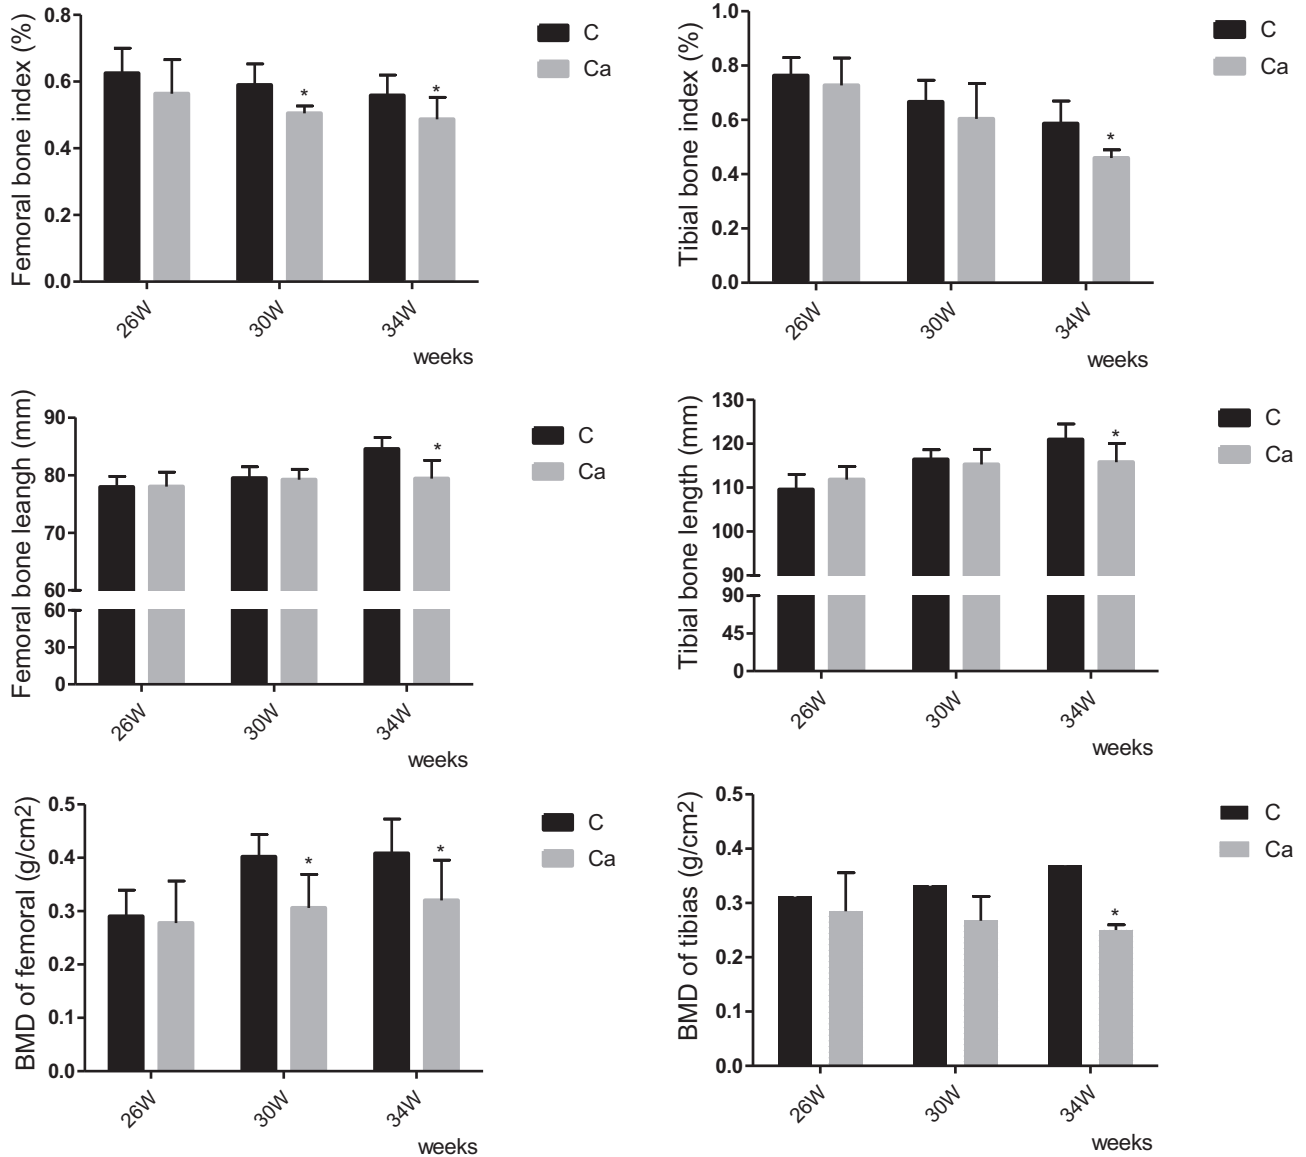 Femoral bone index (%)
0.8
0.6
0.4
0.2
0.0
26W
30W
34W
weeks
C
Ca
*
*
Tibial bone index (%)
1.0
0.8
0.6
0.4
0.2
0.0
26W
30W
34W
weeks
C
Ca
*
Femoral bone leangh (mm)
90
80
70
60
60
30
0
26W
30W
34W
weeks
C
Ca
*
Tibial bone length (mm)
130
120
110
100
90
90
45
0
26W
30W
34W
weeks
C
Ca
*
BMD of femoral (g/cm2)
0.5
0.4
0.3
0.2
0.1
0.0
26W
30W
34W
weeks
C
Ca
*
*
BMD of tibias (g/cm2)
0.5
0.4
0.3
0.2
0.1
0.0
26W
30W
34W
weeks
C
Ca
*